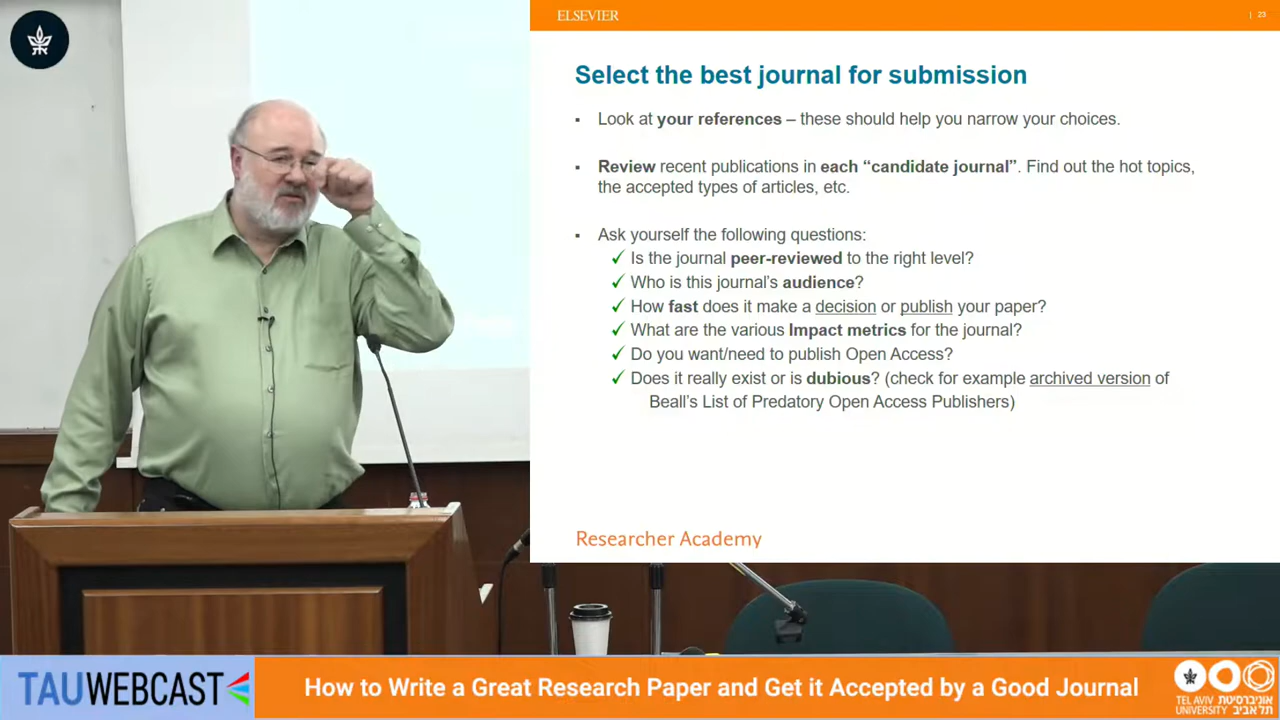 ELSEVIER
| 23
Select the best journal for submission
▪ Look at your references – these should help you narrow your choices.
▪ Review recent publications in each “candidate journal”. Find out the hot topics,
the accepted types of articles, etc.
▪ Ask yourself the following questions:
✓ Is the journal peer-reviewed to the right level?
✓ Who is this journal’s audience?
✓ How fast does it make a decision or publish your paper?
✓ What are the various Impact metrics for the journal?
✓ Do you want/need to publish Open Access?
✓ Does it really exist or is dubious? (check for example archived version of
Beall’s List of Predatory Open Access Publishers)
Researcher Academy
TAUWEBCAST
How to Write a Great Research Paper and Get it Accepted by a Good Journal
TEL AVIV אוניברסיטת
UNIVERSITY תל אביב